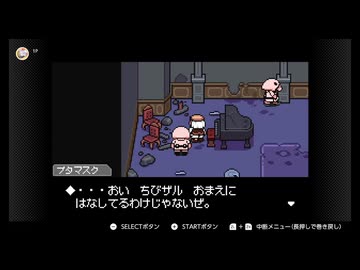 1P
ブタマスク
◆・・・おい ちびザル おまえに
はなしてるわけじゃないぜ。
SELECTボタン STARTボタン 中断メニュー(長押しで巻き戻し)